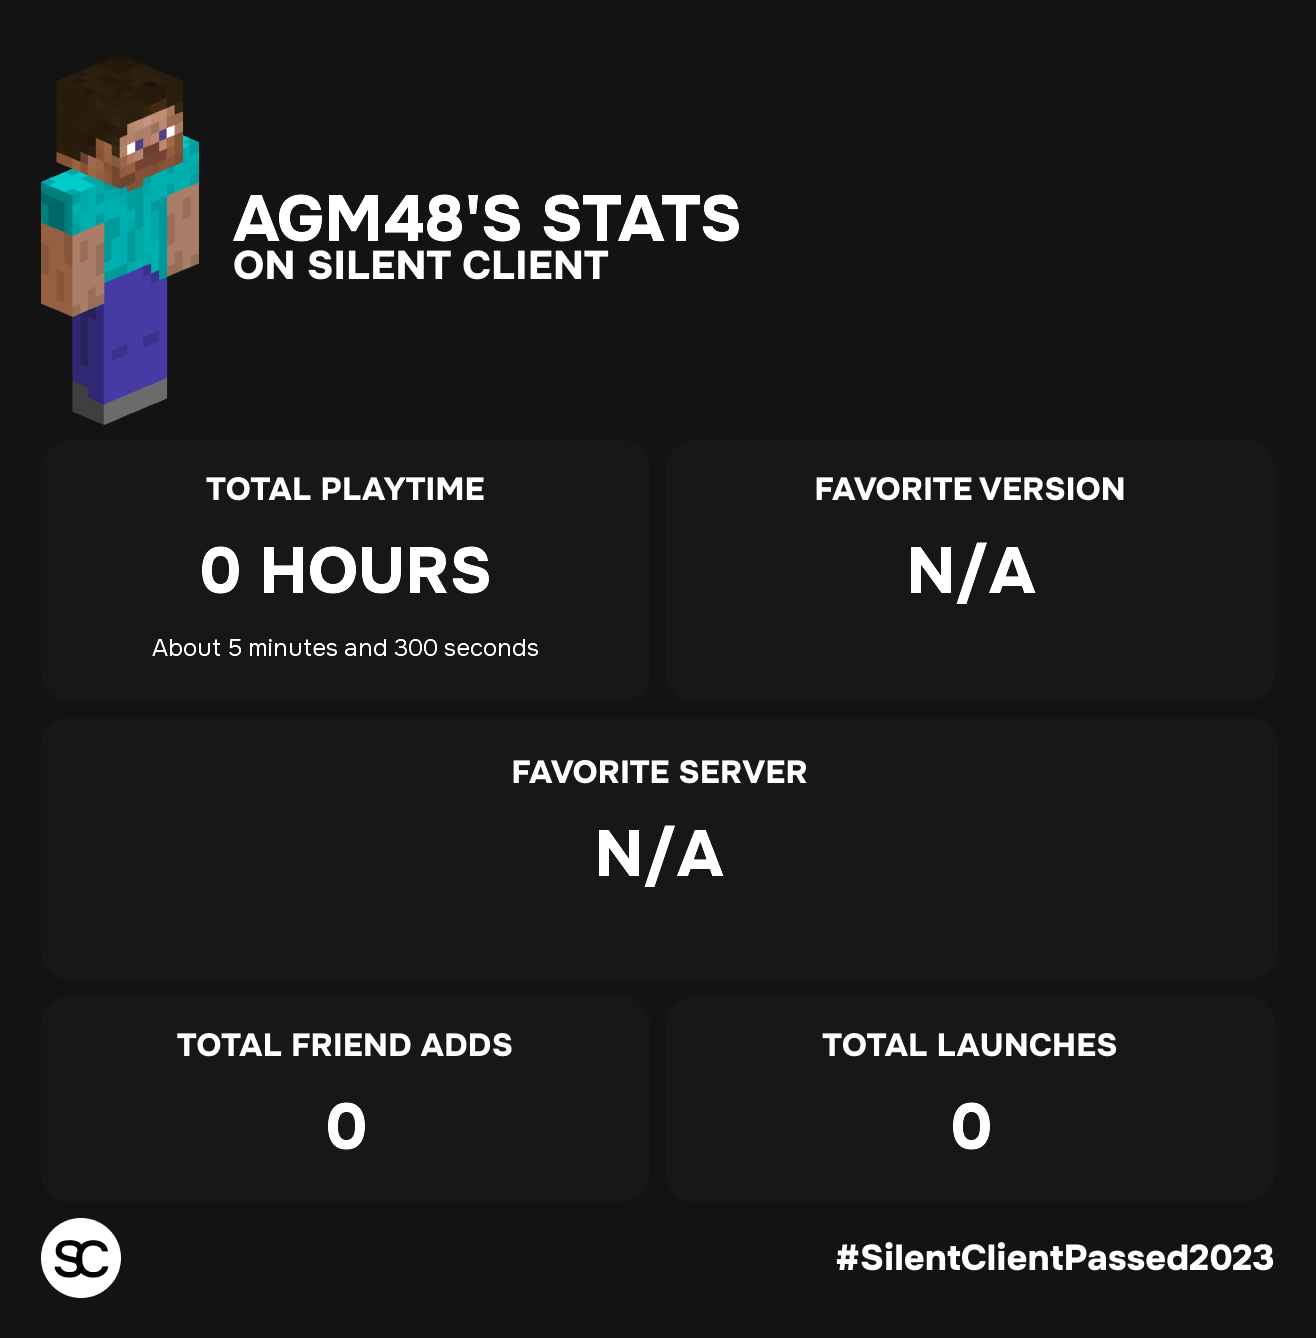 AGM48'S STATS
ON SILENT CLIENT
TOTAL PLAYTIME
0 HOURS
About 5 minutes and 300 seconds
FAVORITE VERSION
N/A
FAVORITE SERVER
N/A
TOTAL FRIEND ADDS
0
TOTAL LAUNCHES
0
SC
#SilentClientPassed2023